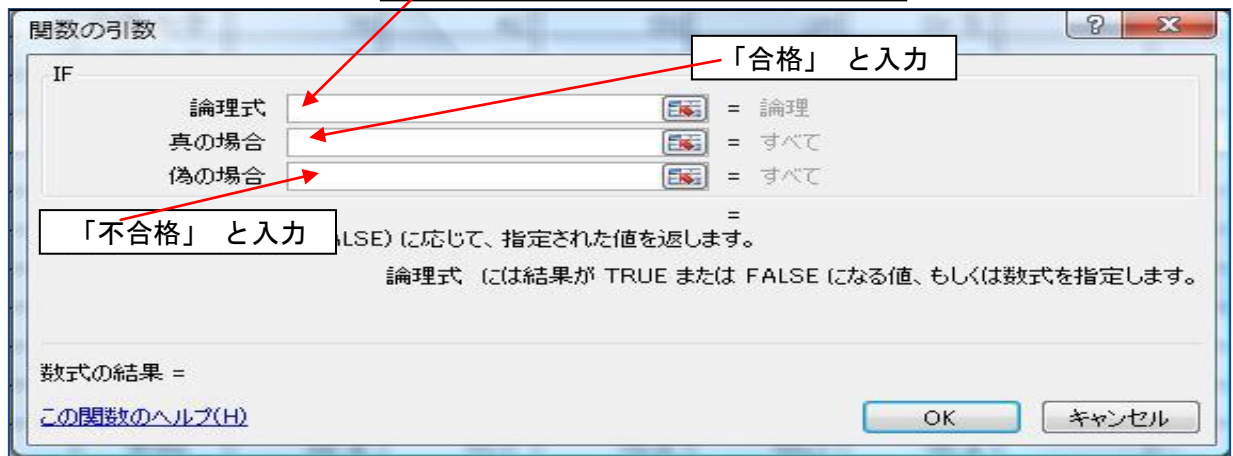 関数の引数
「合格」 と入力
IF
論理式 = 論理
真の場合 = すべて
偽の場合 = すべて
=
「不合格」 と入力
LSE) に応じて、指定された値を返します。
論理式 には結果が TRUE または FALSE になる値、もしくは数式を指定します。
数式の結果 =
この関数のヘルプ(H)
OK キャンセル